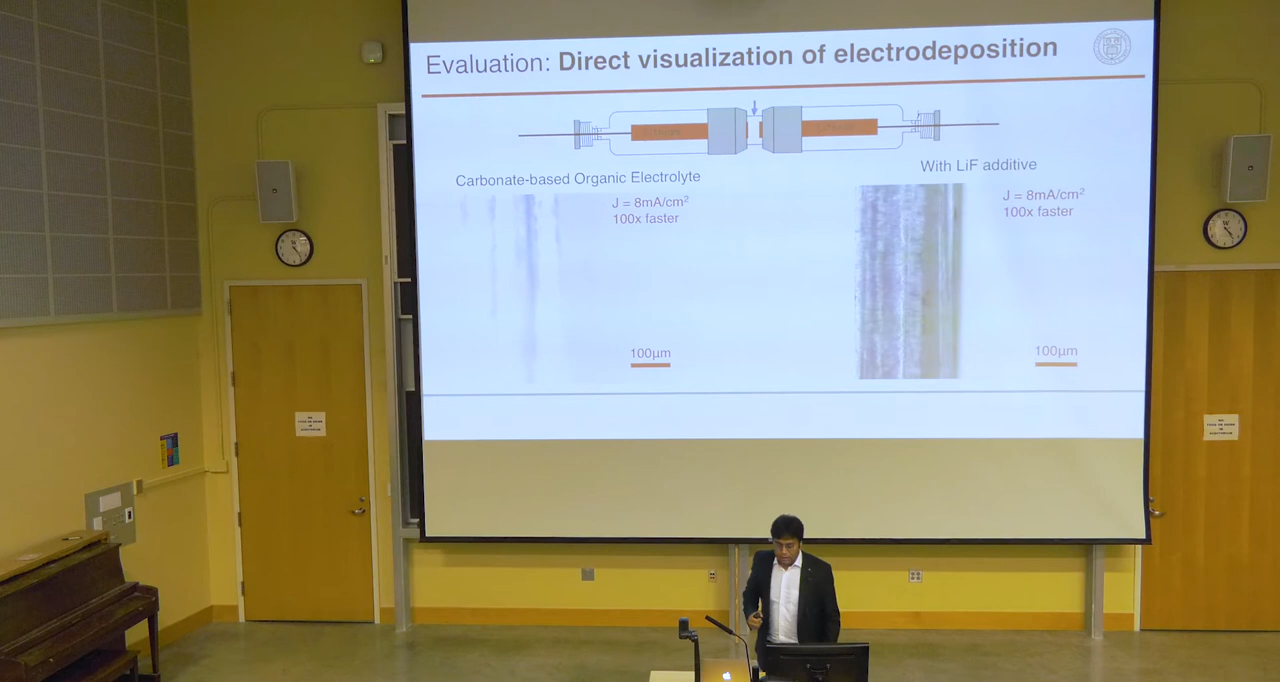 Evaluation: Direct visualization of electrodeposition
Carbonate-based Organic Electrolyte
With LiF additive
J = 8mA/cm²
100x faster
J = 8mA/cm²
100x faster
100μm
100μm
W
W